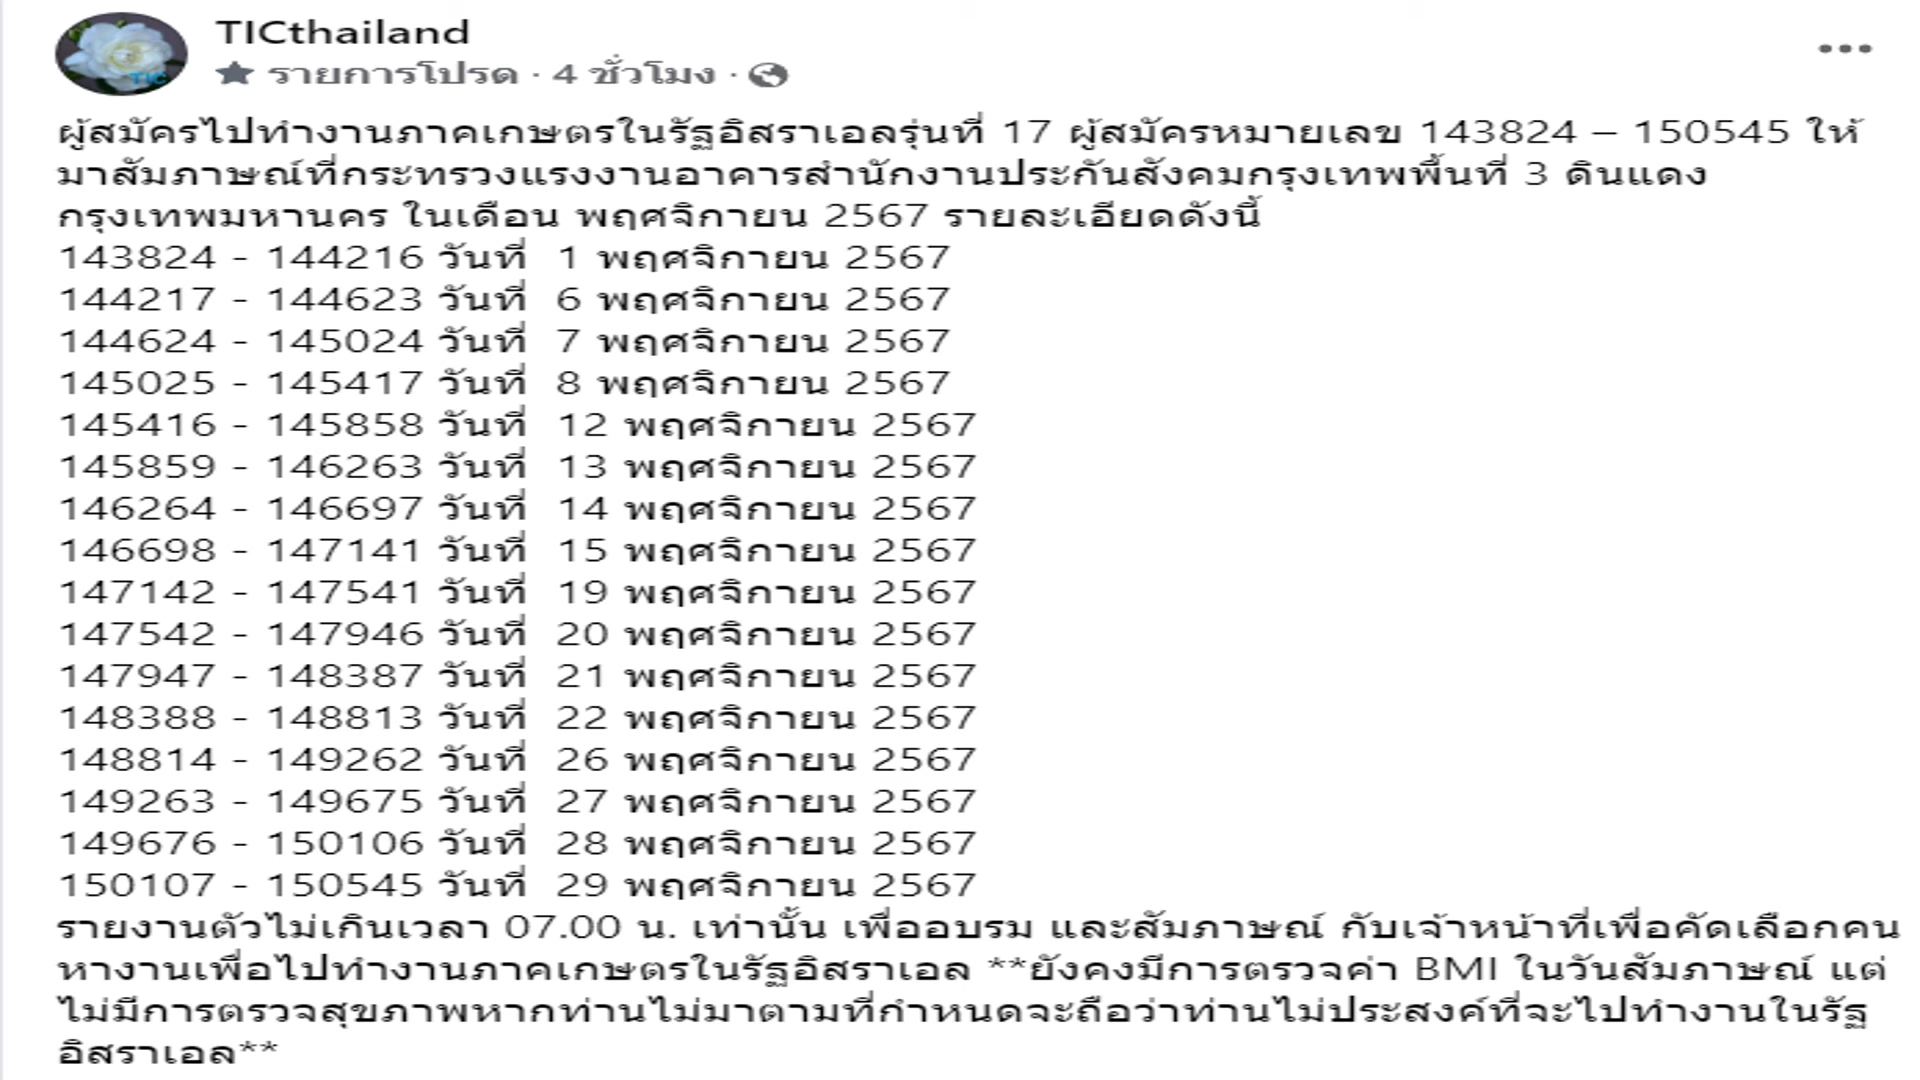 TICthailand
รายการโปรด · 4 ชั่วโมง ·
ผู้สมัครไปทำงานภาคเกษตรในรัฐอิสราเอลรุ่นที่ 17 ผู้สมัครหมายเลข 143824 – 150545 ให้
มาสัมภาษณ์ที่กระทรวงแรงงานอาคารสำนักงานประกันสังคมกรุงเทพพื้นที่ 3 ดินแดง
กรุงเทพมหานคร ในเดือน พฤศจิกายน 2567 รายละเอียดดังนี้
143824 - 144216 วันที่  1 พฤศจิกายน 2567
144217 - 144623 วันที่  6 พฤศจิกายน 2567
144624 - 145024 วันที่  7 พฤศจิกายน 2567
145025 - 145417 วันที่  8 พฤศจิกายน 2567
145416 - 145858 วันที่  12 พฤศจิกายน 2567
145859 - 146263 วันที่  13 พฤศจิกายน 2567
146264 - 146697 วันที่  14 พฤศจิกายน 2567
146698 - 147141 วันที่  15 พฤศจิกายน 2567
147142 - 147541 วันที่  19 พฤศจิกายน 2567
147542 - 147946 วันที่  20 พฤศจิกายน 2567
147947 - 148387 วันที่  21 พฤศจิกายน 2567
148388 - 148813 วันที่  22 พฤศจิกายน 2567
148814 - 149262 วันที่  26 พฤศจิกายน 2567
149263 - 149675 วันที่  27 พฤศจิกายน 2567
149676 - 150106 วันที่  28 พฤศจิกายน 2567
150107 - 150545 วันที่  29 พฤศจิกายน 2567
รายงานตัวไม่เกินเวลา 07.00 น. เท่านั้น เพื่ออบรม และสัมภาษณ์ กับเจ้าหน้าที่เพื่อคัดเลือกคน
หางานเพื่อไปทำงานภาคเกษตรในรัฐอิสราเอล **ยังคงมีการตรวจค่า BMI ในวันสัมภาษณ์ แต่
ไม่มีการตรวจสุขภาพหากท่านไม่มาตามที่กำหนดจะถือว่าท่านไม่ประสงค์ที่จะไปทำงานในรัฐ
อิสราเอล**